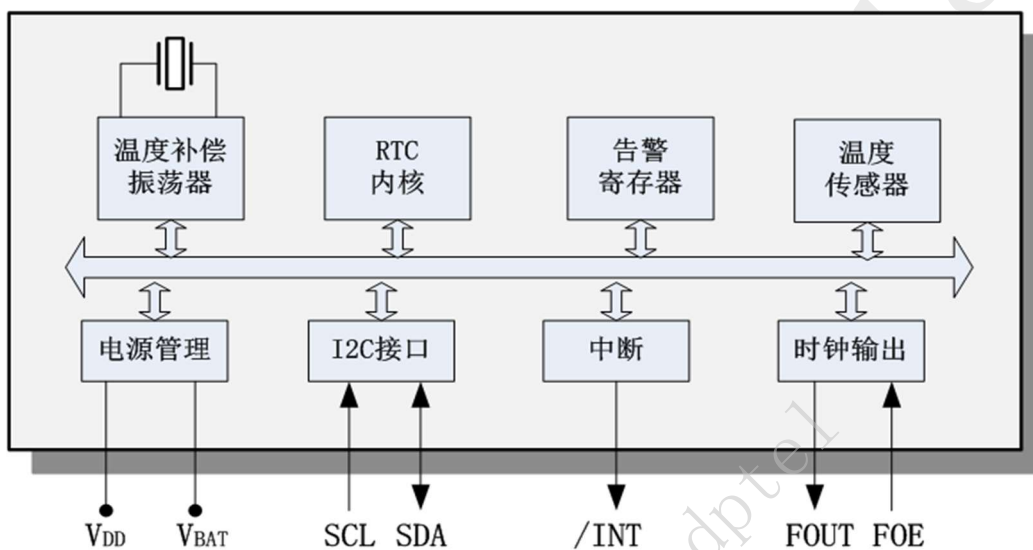 温度补偿
振荡器
RTC
内核
告警
寄存器
温度
传感器
电源管理
I2C接口
中断
时钟输出
VDD
VBAT
SCL
SDA
/INT
FOUT
FOE
dptel